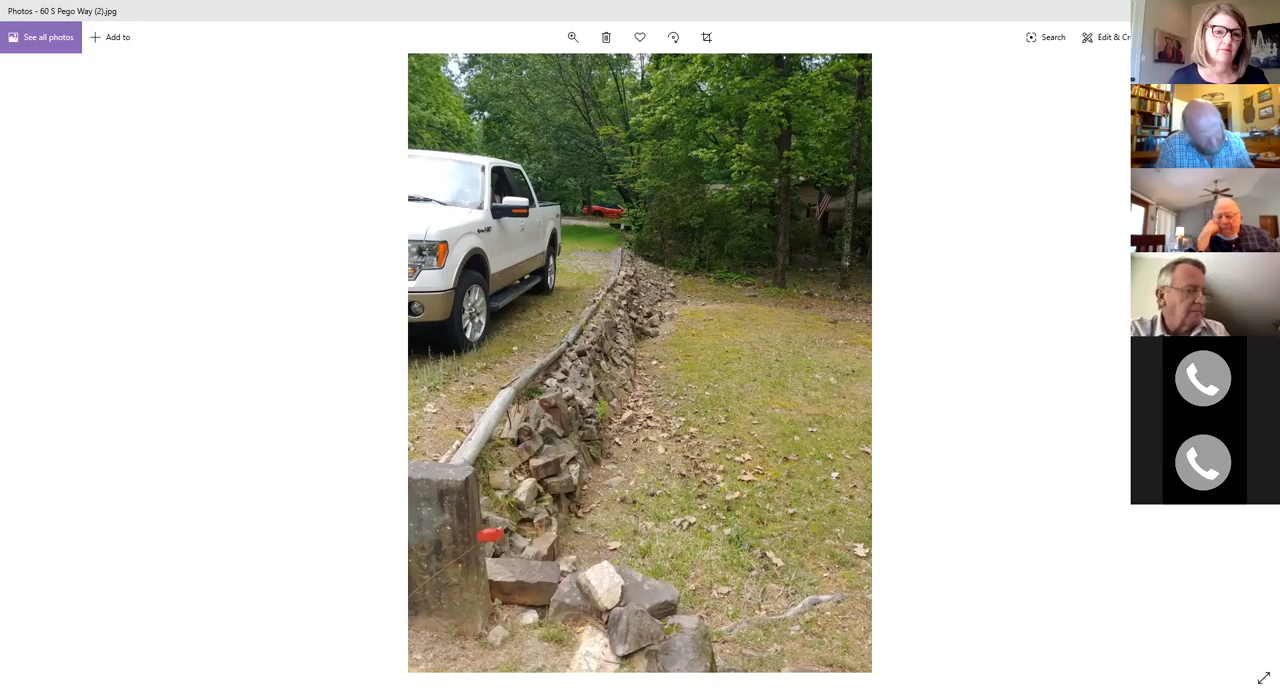 Photos - 60 S Pego Way (2).jpg
See all photos
Add to
Search
Edit & Cr